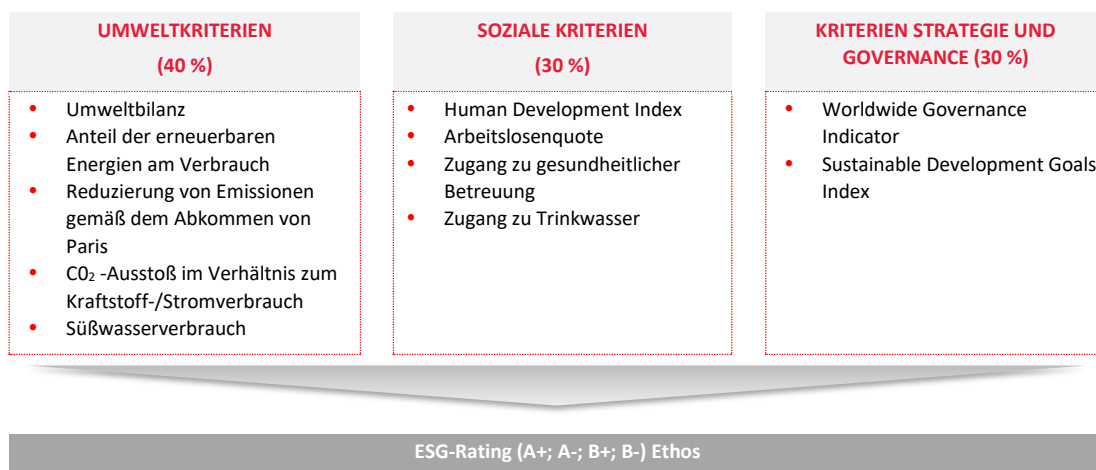 UMWELTKRITERIEN
(40 %)
• Umweltbilanz
• Anteil der erneuerbaren
Energien am Verbrauch
• Reduzierung von Emissionen
gemäß dem Abkommen von
Paris
• C0₂ -Ausstoß im Verhältnis zum
Kraftstoff-/Stromverbrauch
• Süßwasserverbrauch
SOZIALE KRITERIEN
(30 %)
• Human Development Index
• Arbeitslosenquote
• Zugang zu gesundheitlicher
Betreuung
• Zugang zu Trinkwasser
KRITERIEN STRATEGIE UND
GOVERNANCE (30 %)
• Worldwide Governance
Indicator
• Sustainable Development Goals
Index
ESG-Rating (A+; A-; B+; B-) Ethos